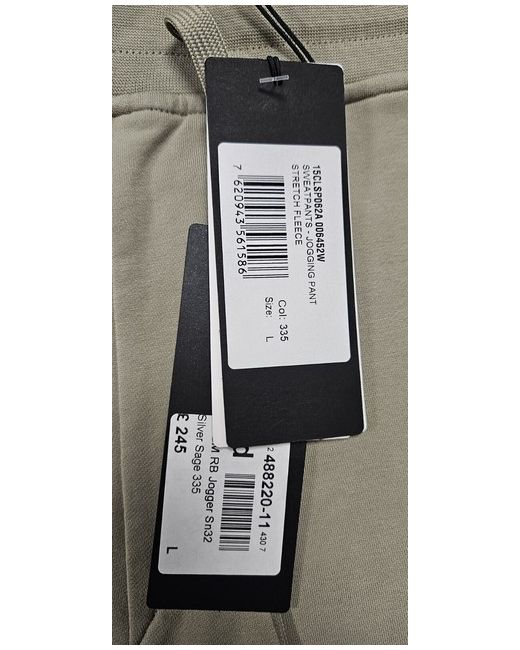 15CLSP062A 006452W
SWEATPANTS - JOGGING PANT
STRETCH FLEECE
7 620943 561586
Col: 335
Size: L
488220-11 430 7
RB Jogger Sn32
Silver Sage 335
£ 245
L